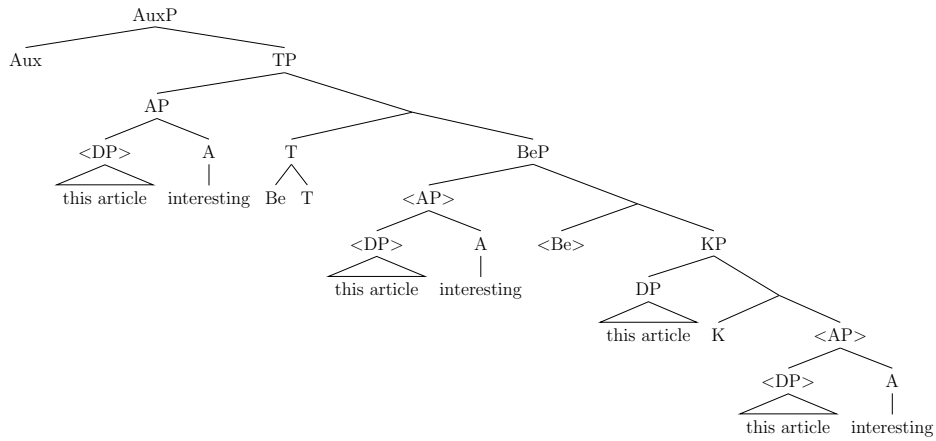 AuxP
Aux TP
AP
<DP> A T BeP
this article interesting Be T <AP>
<DP> A <Be> KP
this article interesting DP
this article K <AP>
<DP> A
this article interesting